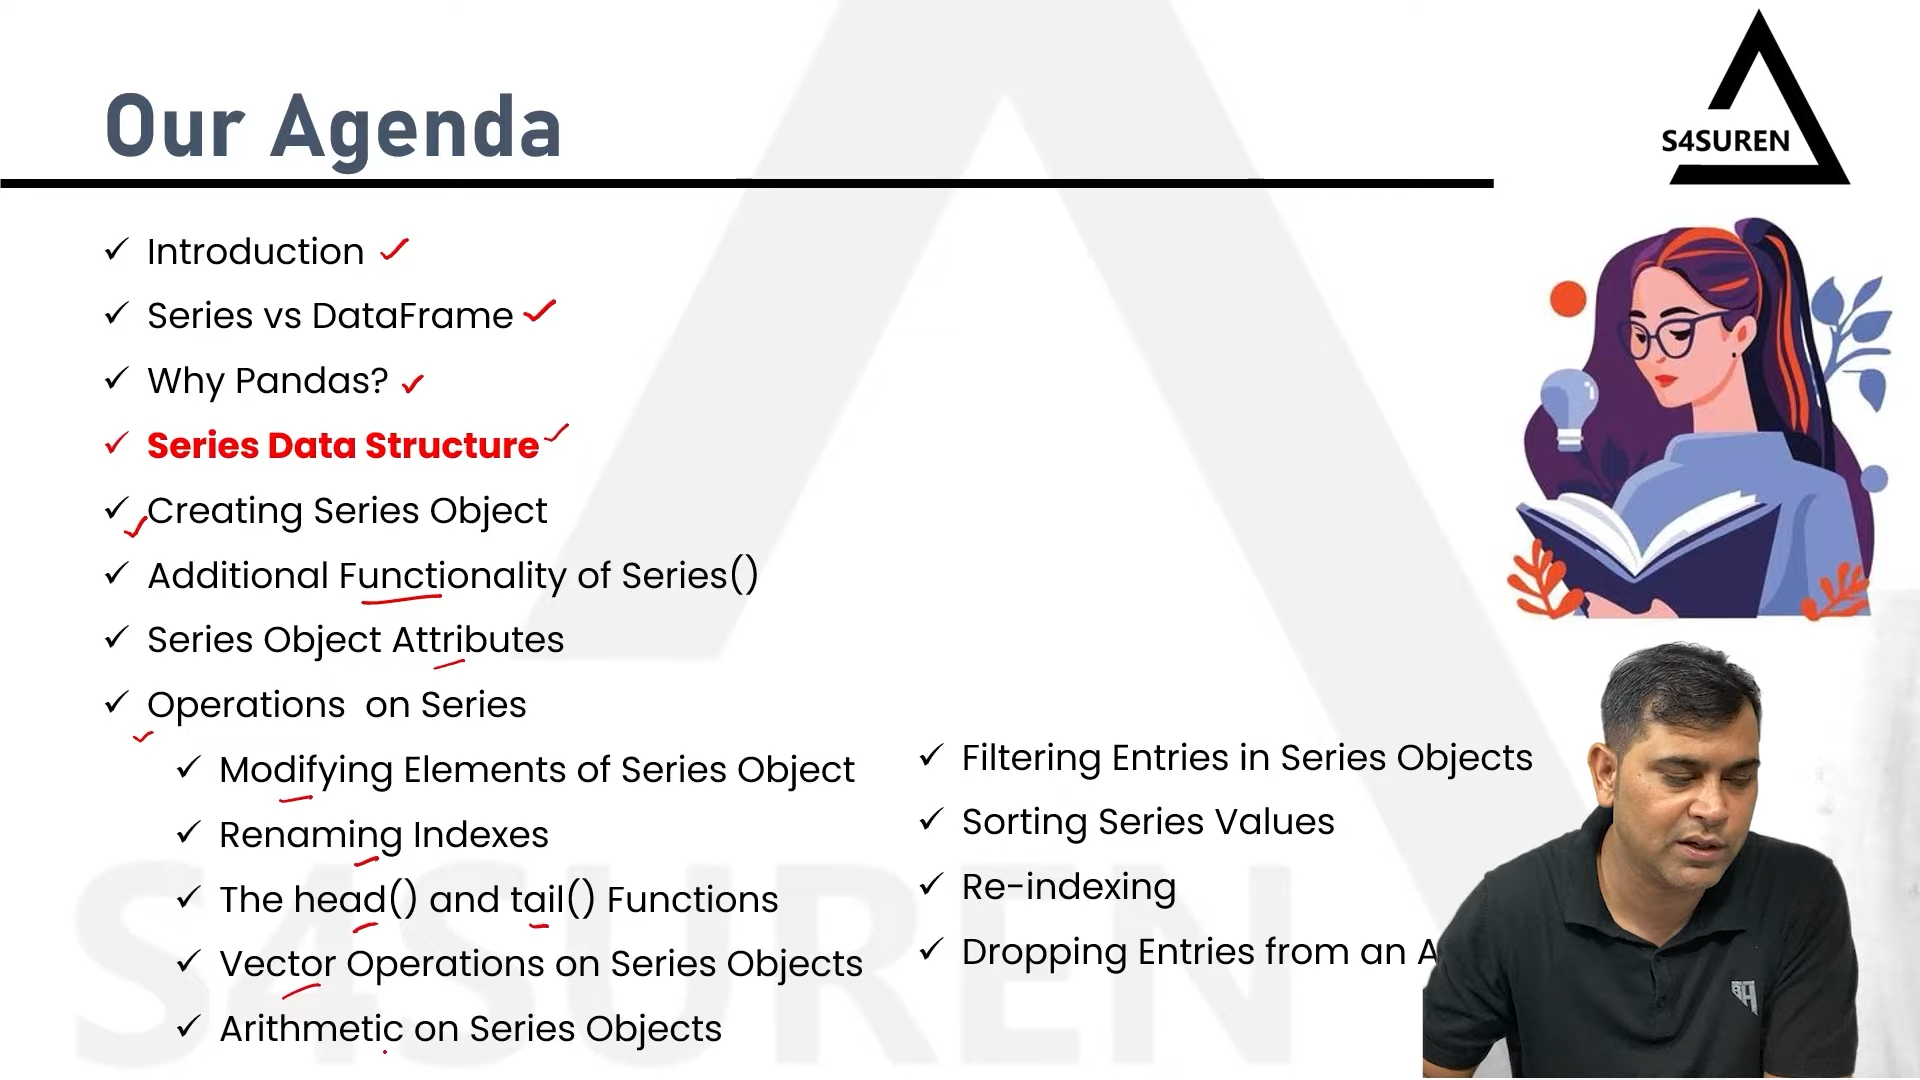 Our Agenda
S4SUREN
✓ Introduction
✓ Series vs DataFrame
✓ Why Pandas?
✓ Series Data Structure
✓ Creating Series Object
✓ Additional Functionality of Series()
✓ Series Object Attributes
✓ Operations on Series
✓ Modifying Elements of Series Object
✓ Renaming Indexes
✓ The head() and tail() Functions
✓ Vector Operations on Series Objects
✓ Arithmetic on Series Objects
✓ Filtering Entries in Series Objects
✓ Sorting Series Values
✓ Re-indexing
✓ Dropping Entries from an A
S4SUREN